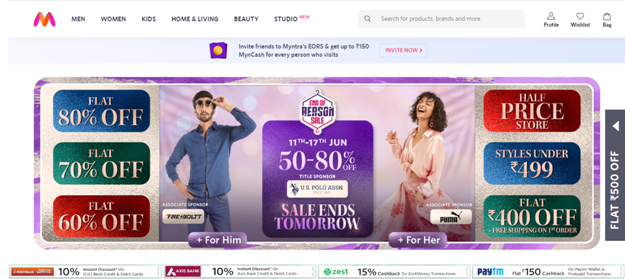 MEN WOMEN KIDS HOME & LIVING BEAUTY STUDIO NEW
Search for products, brands and more
Profile Wishlist Bag
Invite friends to Myntra's EORS & get up to ₹150
MynCash for every person who visits
INVITE NOW >
FLAT
80% OFF
FLAT
70% OFF
FLAT
60% OFF
END OF
REASON
SALE
11TH-17TH JUN
50-80% OFF
TITLE SPONSOR
U.S. POLO ASSN.
SALE ENDS
TOMORROW
ASSOCIATE SPONSOR
FIRE-BOLTT
+ For Him
ASSOCIATE SPONSOR
PUMA
+ For Her
HALF
PRICE
STORE
STYLES UNDER
₹499
FLAT
₹400 OFF
+ FREE SHIPPING ON 1ST ORDER
FLAT ₹500 OFF
10% Instant Discount* On
ICICI Bank Credit & Debit Cards
AXIS BANK 10% Instant Discount* On
Axis Bank Credit & Debit Cards
zest 15% Cashback On ZestMoney Transactions
paytm Flat ₹150 Cashback On Paytm Wallet &